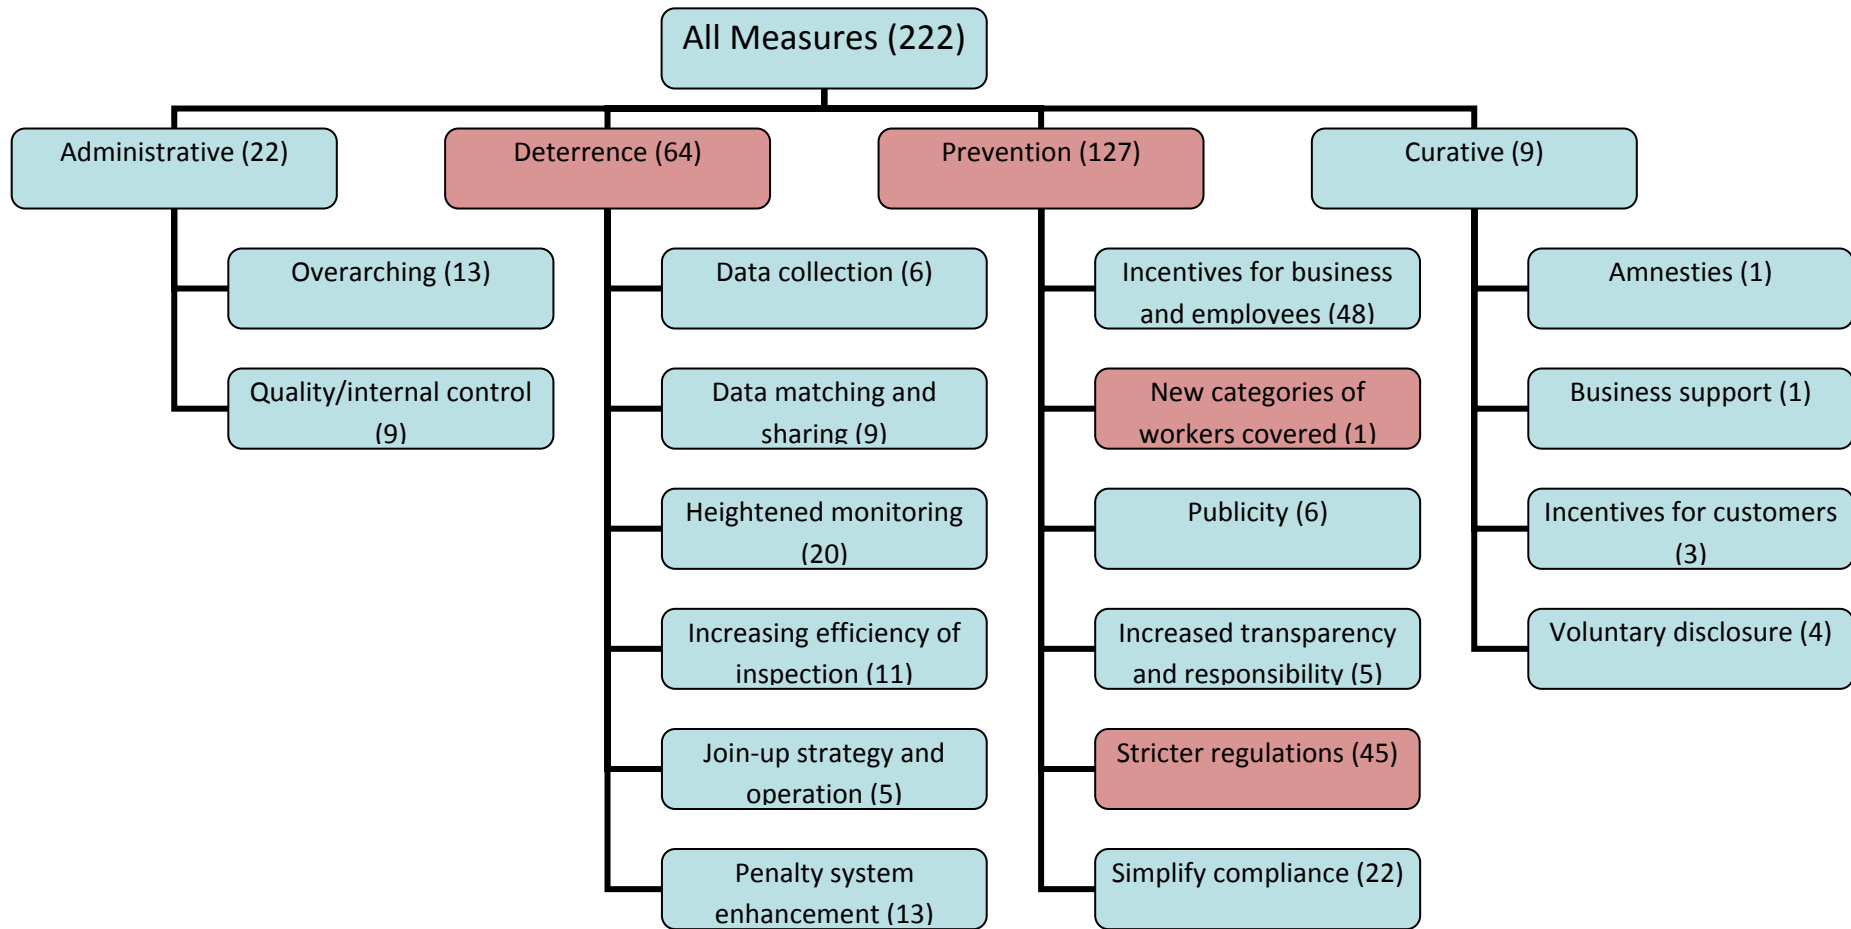 All Measures (222)
Administrative (22)
Deterrence (64)
Prevention (127)
Curative (9)
Overarching (13)
Quality/internal control
(9)
Data collection (6)
Data matching and
sharing (9)
Heightened monitoring
(20)
Increasing efficiency of
inspection (11)
Join-up strategy and
operation (5)
Penalty system
enhancement (13)
Incentives for business
and employees (48)
New categories of
workers covered (1)
Publicity (6)
Increased transparency
and responsibility (5)
Stricter regulations (45)
Simplify compliance (22)
Amnesties (1)
Business support (1)
Incentives for customers
(3)
Voluntary disclosure (4)